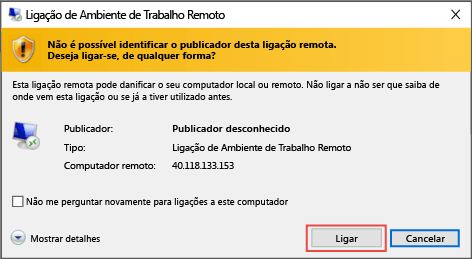 Ligação de Ambiente de Trabalho Remoto
Não é possível identificar o publicador desta ligação remota.
Deseja ligar-se, de qualquer forma?
Esta ligação remota pode danificar o seu computador local ou remoto. Não ligar a não ser que saiba de
onde vem esta ligação ou se já a tiver utilizado antes.
Publicador: Publicador desconhecido
Tipo: Ligação de Ambiente de Trabalho Remoto
Computador remoto: 40.118.133.153
Não me perguntar novamente para ligações a este computador
Mostrar detalhes Ligar Cancelar